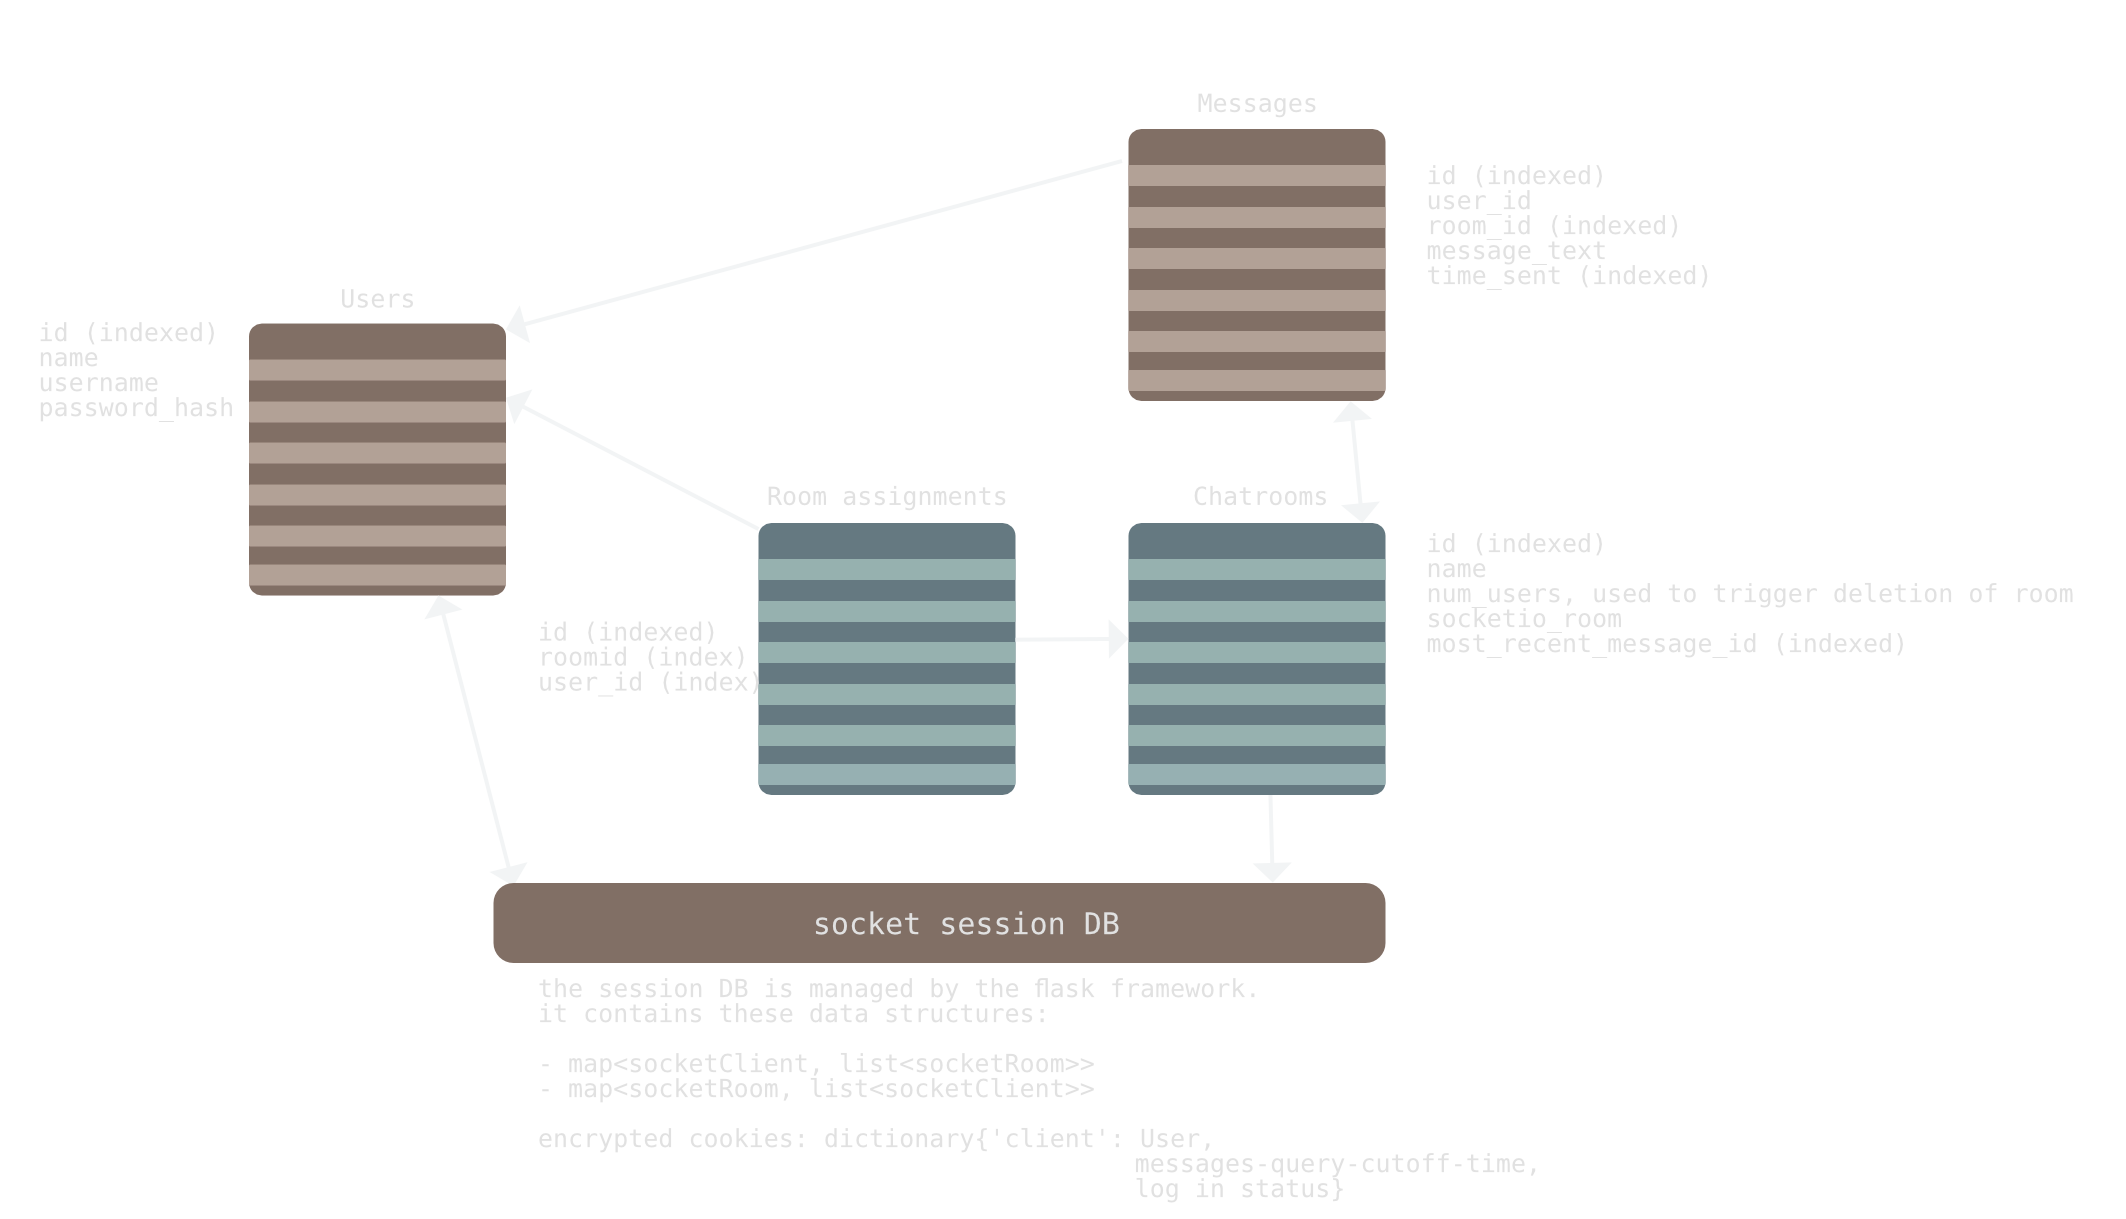 Messages
id (indexed)
user_id
room_id (indexed)
message_text
time_sent (indexed)
Users
id (indexed)
name
username
password_hash
Room assignments
id (indexed)
roomid (index)
user_id (index)
Chatrooms
id (indexed)
name
num_users, used to trigger deletion of room
socketio_room
most_recent_message_id (indexed)
socket session DB
the session DB is managed by the flask framework.
it contains these data structures:
- map<socketClient, list<socketRoom>>
- map<socketRoom, list<socketClient>>
encrypted cookies: dictionary{'client': User,
messages-query-cutoff-time,
log in status}